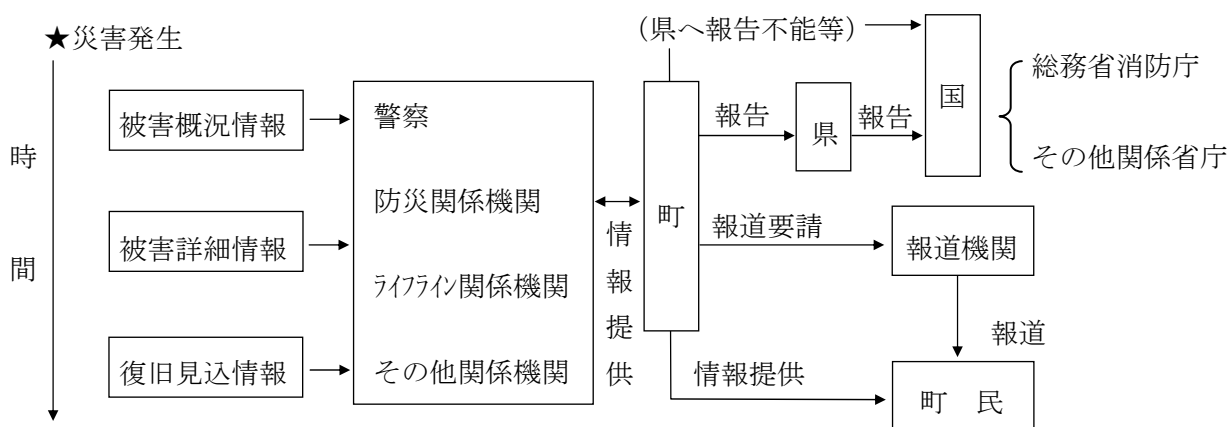 ★災害発生
時間
被害概況情報
被害詳細情報
復旧見込情報
警察
防災関係機関
ﾗｲﾌﾗｲﾝ関係機関
その他関係機関
情報提供
町
(県へ報告不能等)
報告
県
報告
国
総務省消防庁
その他関係省庁
報道要請
報道機関
報道
情報提供
町　民